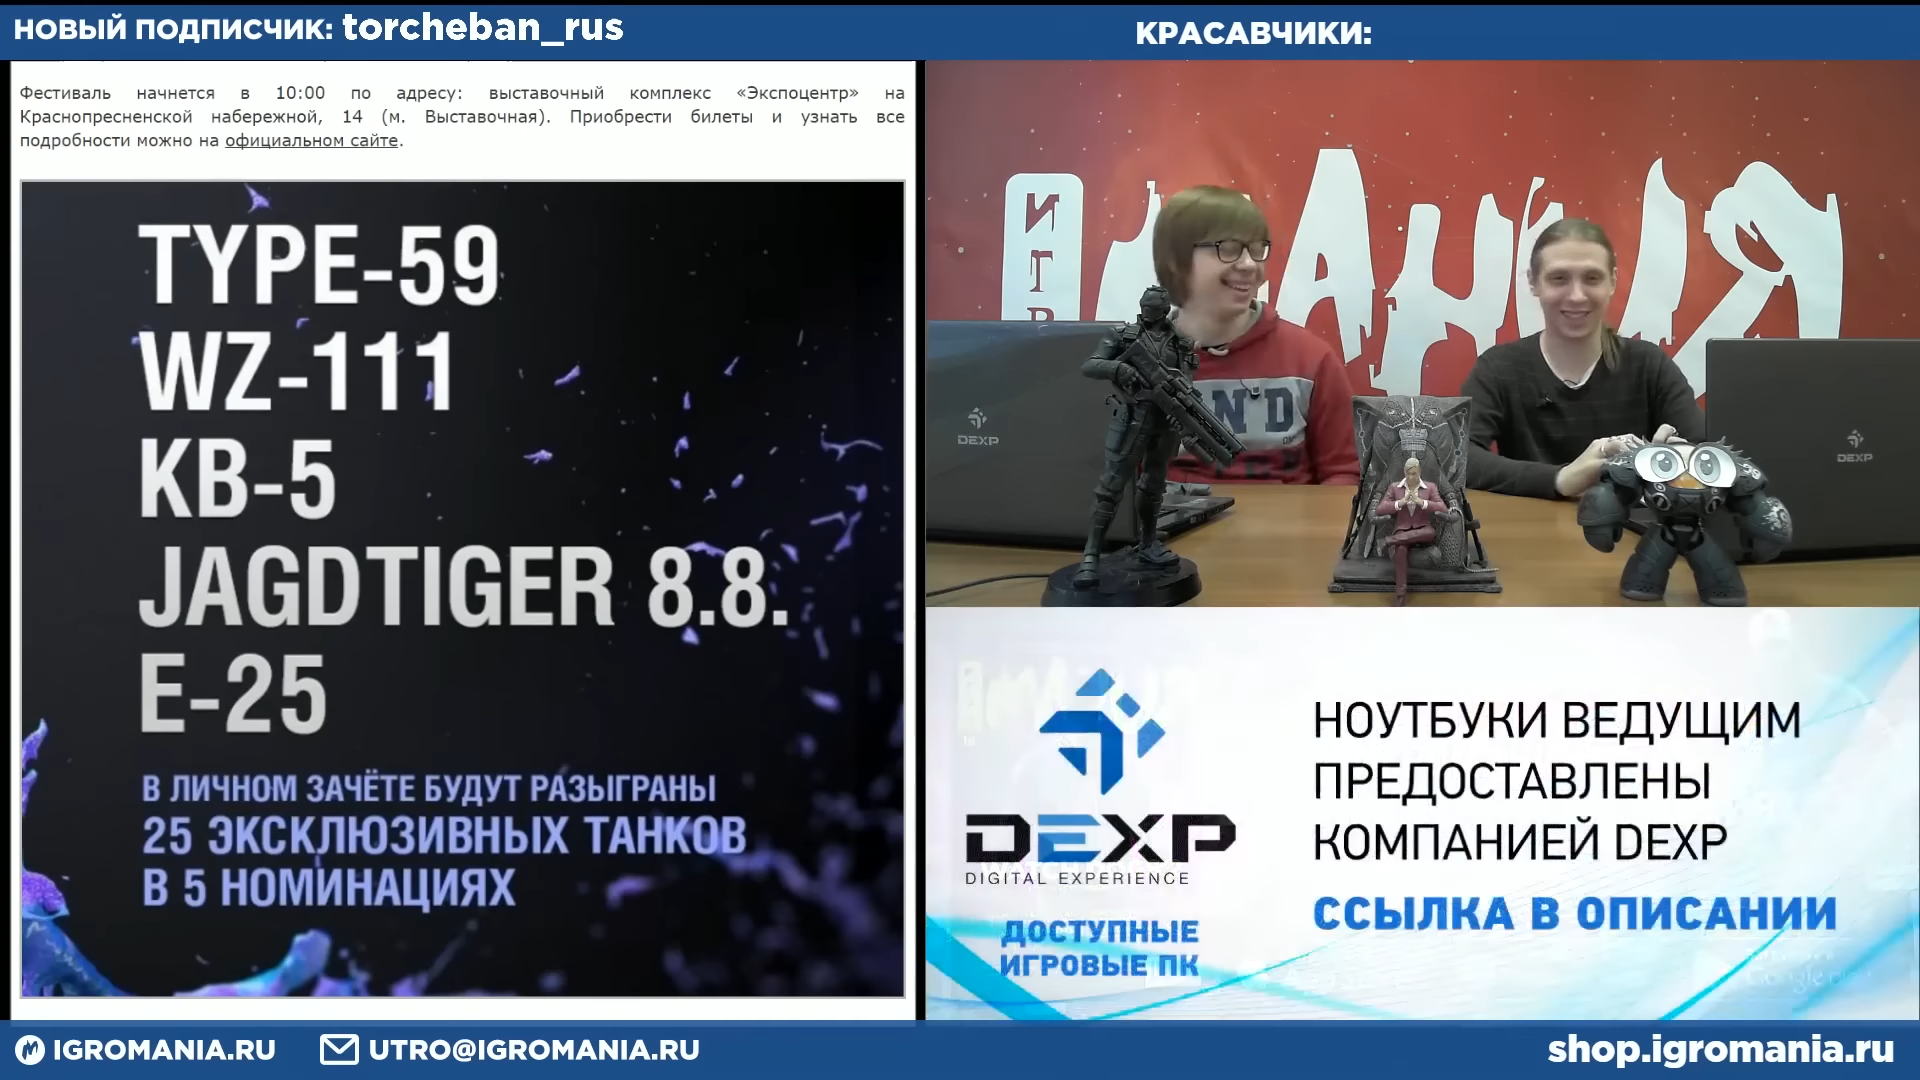 НОВЫЙ ПОДПИСЧИК: torcheban_rus
КРАСАВЧИКИ:
Фестиваль начнется в 10:00 по адресу: выставочный комплекс «Экспоцентр» на
Краснопресненской набережной, 14 (м. Выставочная). Приобрести билеты и узнать все
подробности можно на официальном сайте.
TYPE-59
WZ-111
КВ-5
JAGDTIGER 8.8.
E-25
В ЛИЧНОМ ЗАЧЁТЕ БУДУТ РАЗЫГРАНЫ
25 ЭКСКЛЮЗИВНЫХ ТАНКОВ
В 5 НОМИНАЦИЯХ
DEXP
DEXP
DEXP
DIGITAL EXPERIENCE
ДОСТУПНЫЕ
ИГРОВЫЕ ПК
НОУТБУКИ ВЕДУЩИМ
ПРЕДОСТАВЛЕНЫ
КОМПАНИЕЙ DEXP
ССЫЛКА В ОПИСАНИИ
IGROMANIA.RU
UTRO@IGROMANIA.RU
shop.igromania.ru